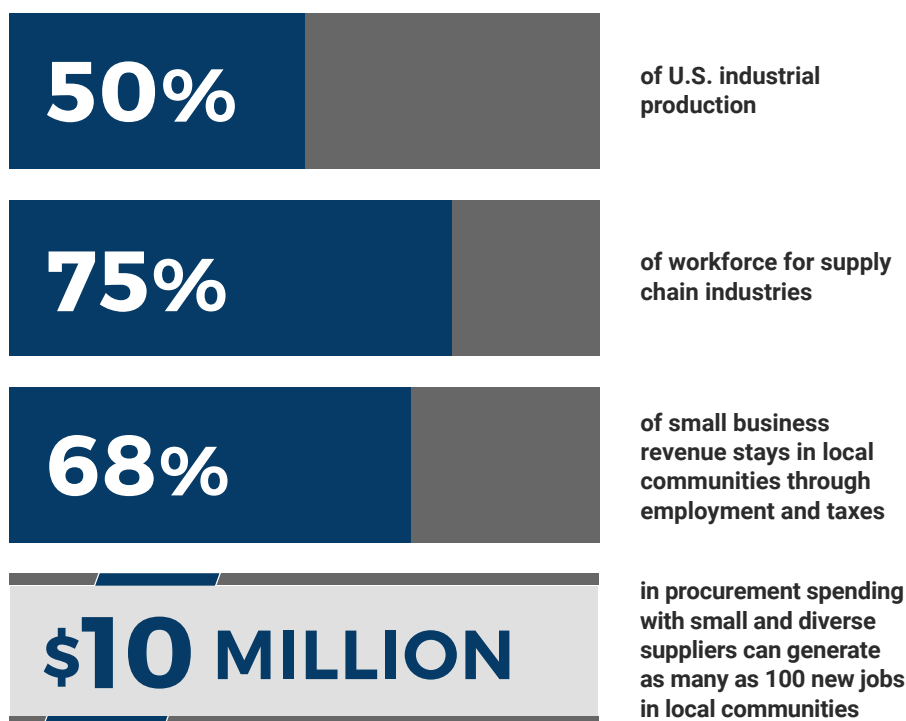 50%
of U.S. industrial
production
75%
of workforce for supply
chain industries
68%
of small business
revenue stays in local
communities through
employment and taxes
$10 MILLION
in procurement spending
with small and diverse
suppliers can generate
as many as 100 new jobs
in local communities